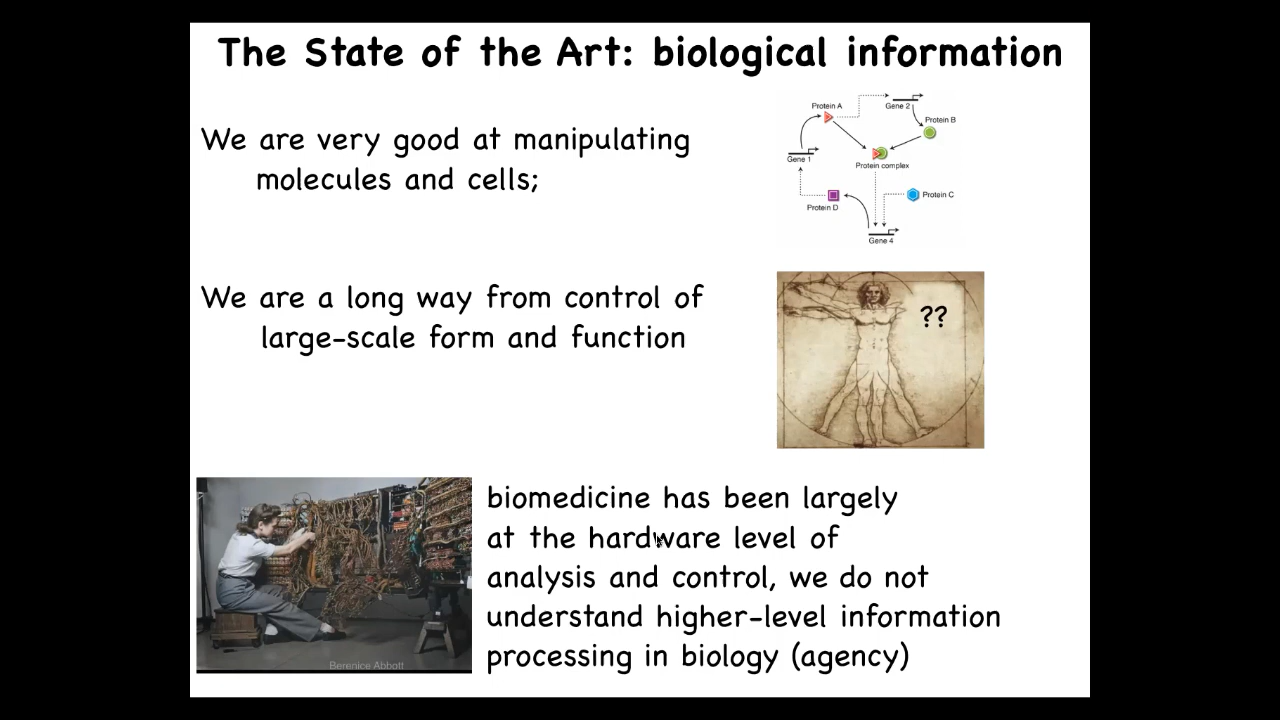 The State of the Art: biological information
We are very good at manipulating
molecules and cells;
Protein A
Gene 2
Protein B
Gene 1
Protein complex
Protein D
Protein C
Gene 4
We are a long way from control of
large-scale form and function
??
biomedicine has been largely
at the hardware level of
analysis and control, we do not
understand higher-level information
processing in biology (agency)
Berenice Abbott